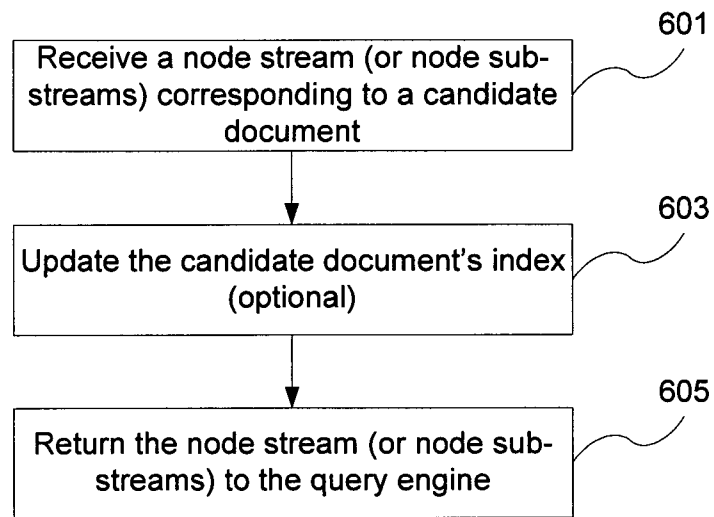 601
Receive a node stream (or node sub-
streams) corresponding to a candidate
document
603
Update the candidate document's index
(optional)
605
Return the node stream (or node sub-
streams) to the query engine